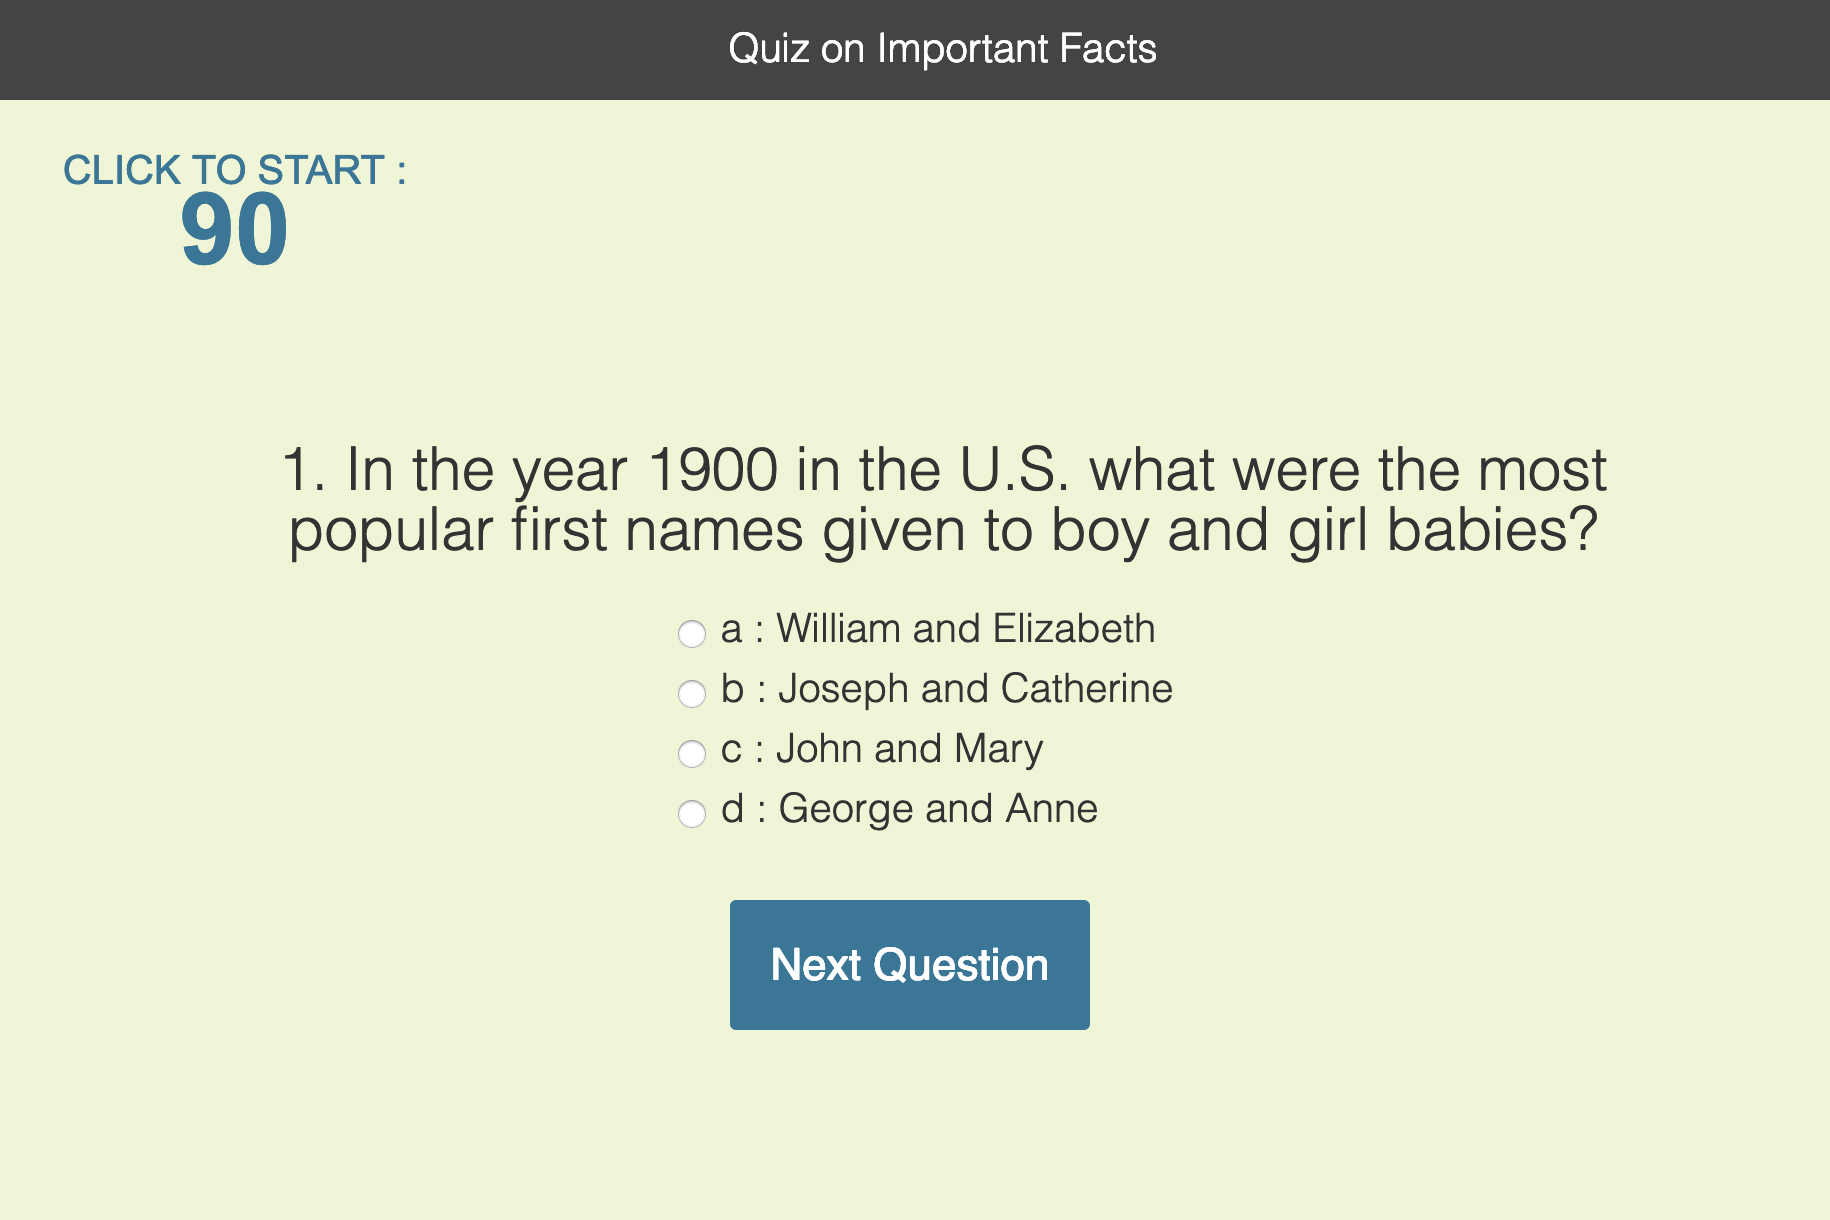 Quiz on Important Facts
CLICK TO START :
90
1. In the year 1900 in the U.S. what were the most
popular first names given to boy and girl babies?
a : William and Elizabeth
b : Joseph and Catherine
c : John and Mary
d : George and Anne
Next Question